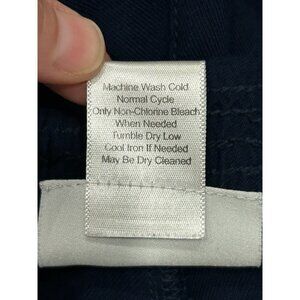 Machine Wash Cold
Normal Cycle
Only Non-Chlorine Bleach
When Needed
Tumble Dry Low
Cool Iron If Needed
May Be Dry Cleaned